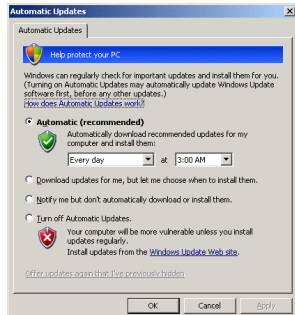 Automatic Updates
Automatic Updates
Help protect your PC
Windows can regularly check for important updates and install them for you.
(Turning on Automatic Updates may automatically update Windows Update
software first, before any other updates.)
How does Automatic Updates work?
Automatic (recommended)
Automatically download recommended updates for my
computer and install them:
Every day at 3:00 AM
Download updates for me, but let me choose when to install them.
Notify me but don't automatically download or install them.
Turn off Automatic Updates.
Your computer will be more vulnerable unless you install
updates regularly.
Install updates from the Windows Update Web site.
Offer updates again that I've previously hidden
OK Cancel Apply